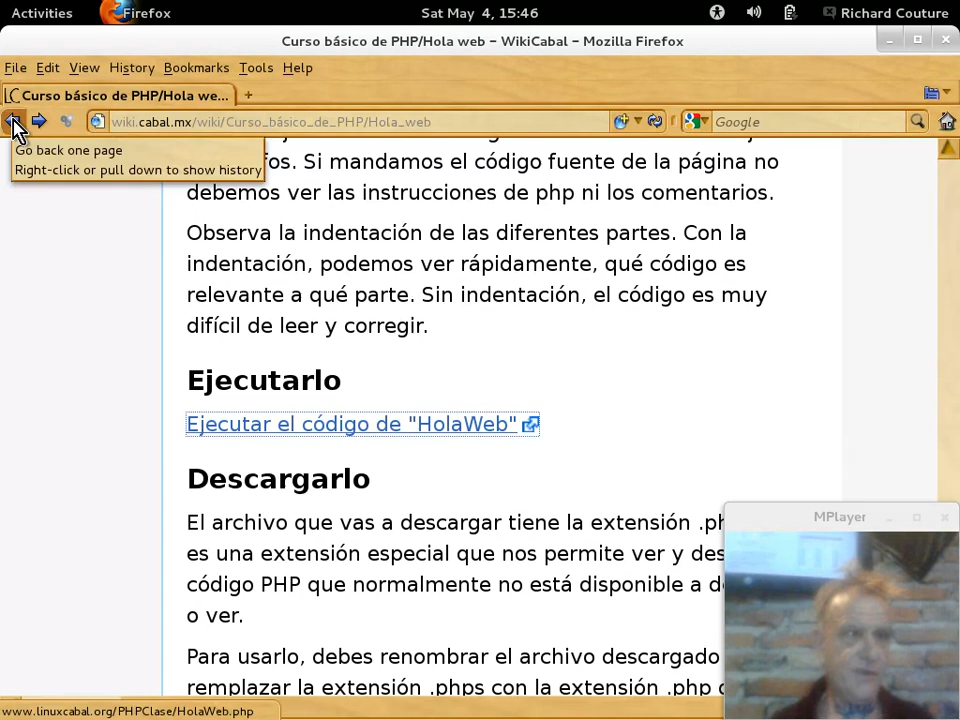 Activities Firefox Sat May 4, 15:46 Richard Couture
Curso básico de PHP/Hola web – WikiCabal – Mozilla Firefox
File Edit View History Bookmarks Tools Help
Curso básico de PHP/Hola we...
wiki.cabal.mx/wiki/Curso_básico_de_PHP/Hola_web Google
Go back one page
Right-click or pull down to show history
fos. Si mandamos el código fuente de la página no
debemos ver las instrucciones de php ni los comentarios.
Observa la indentación de las diferentes partes. Con la
indentación, podemos ver rápidamente, qué código es
relevante a qué parte. Sin indentación, el código es muy
difícil de leer y corregir.
Ejecutarlo
Ejecutar el código de "HolaWeb"
Descargarlo
El archivo que vas a descargar tiene la extensión .ph
es una extensión especial que nos permite ver y des
código PHP que normalmente no está disponible a de
o ver.
Para usarlo, debes renombrar el archivo descargado
remplazar la extensión .phps con la extensión .php
MPlayer
www.linuxcabal.org/PHPClase/HolaWeb.php